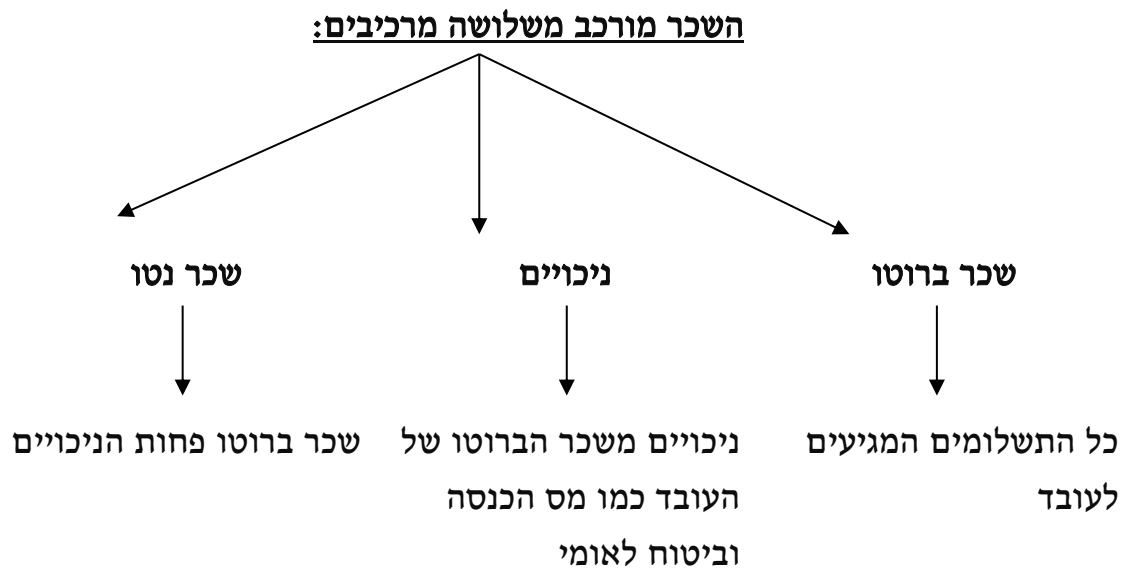 השכר מורכב משלושה מרכיבים:
שכר ברוטו
ניכויים
שכר נטו
כל התשלומים המגיעים
לעובד
ניכויים משכר הברוטו של
העובד כמו מס הכנסה
וביטוח לאומי
שכר ברוטו פחות הניכויים